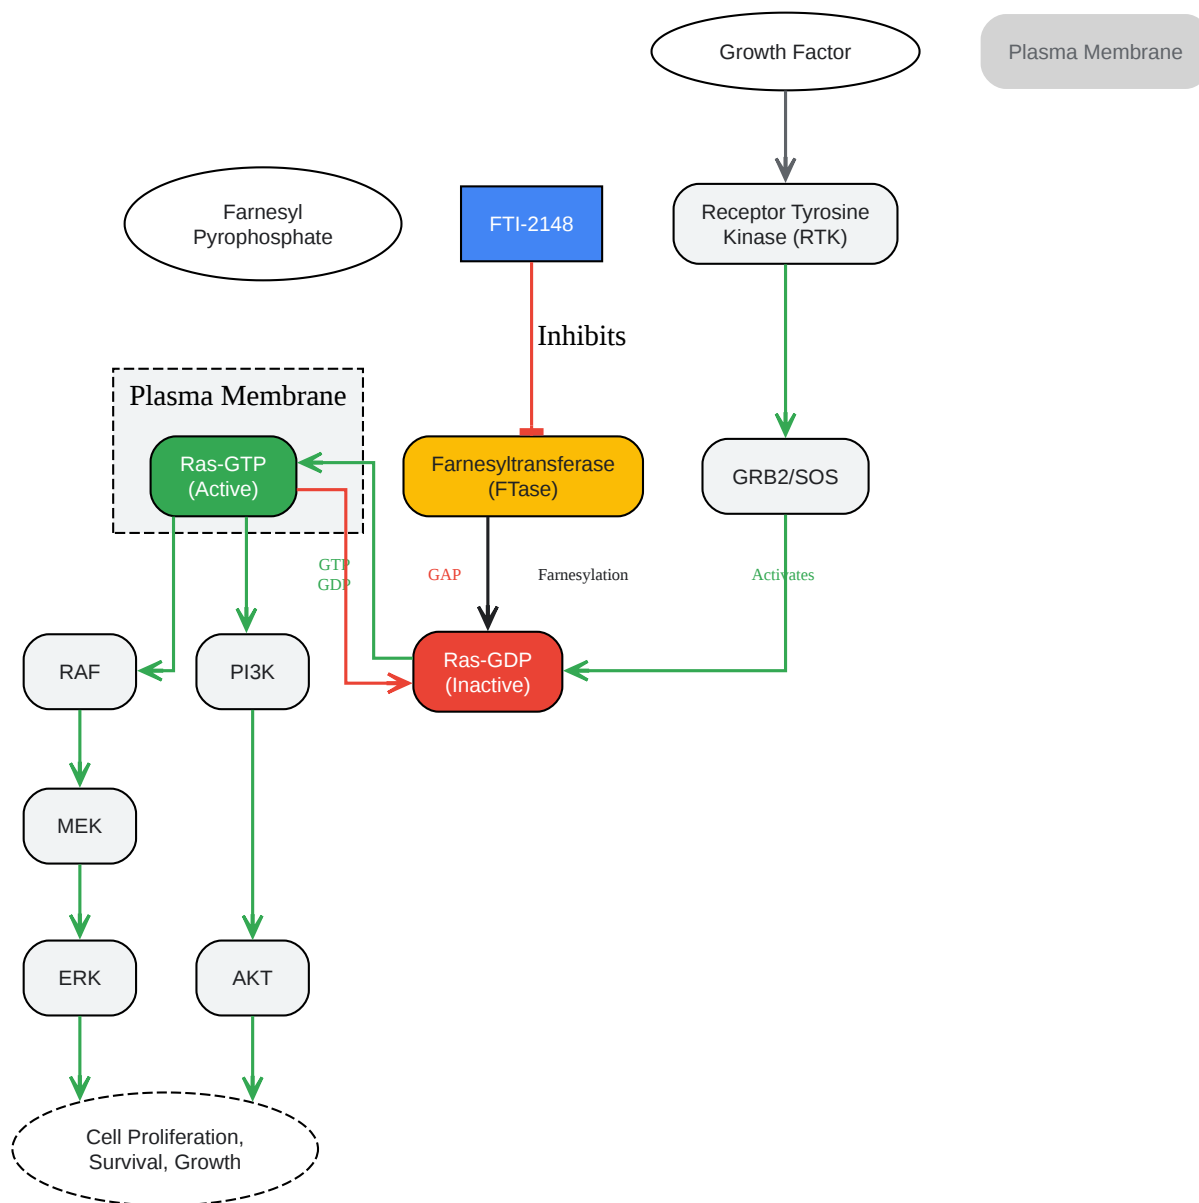 Growth Factor
Plasma Membrane
Farnesyl
Pyrophosphate
FTI-2148
Receptor Tyrosine
Kinase (RTK)
Inhibits
Plasma Membrane
Ras-GTP
(Active)
Farnesyltransferase
(FTase)
GRB2/SOS
GTP
GDP
GAP
Farnesylation
Activates
RAF
PI3K
Ras-GDP
(Inactive)
MEK
ERK
AKT
Cell Proliferation,
Survival, Growth